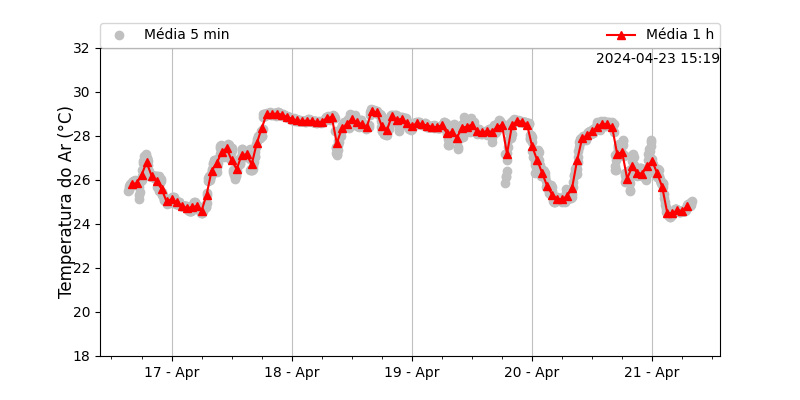 Média 5 min
Média 1 h
2024-04-23 15:19
Temperatura do Ar (°C)
32
30
28
26
24
22
20
18
17 - Apr
18 - Apr
19 - Apr
20 - Apr
21 - Apr